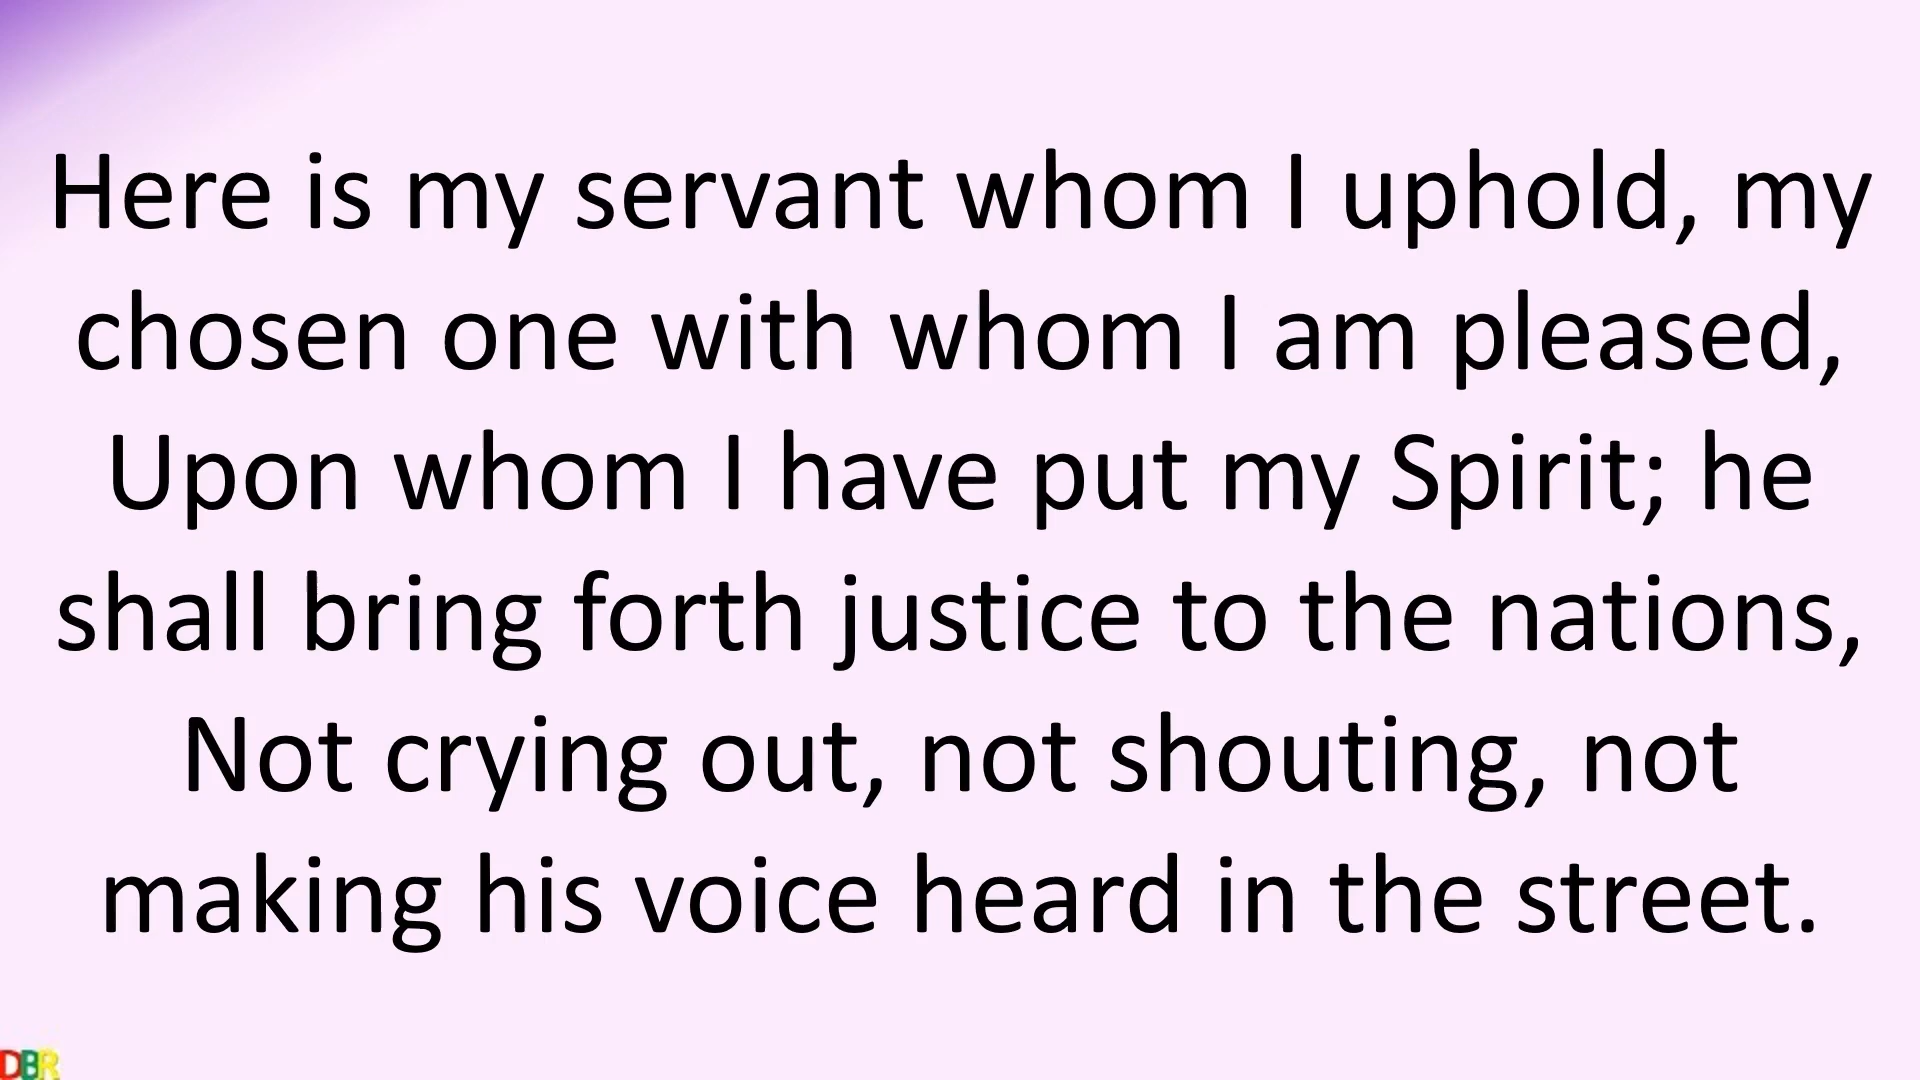 Here is my servant whom I uphold, my
chosen one with whom I am pleased,
Upon whom I have put my Spirit; he
shall bring forth justice to the nations,
Not crying out, not shouting, not
making his voice heard in the street.
DBR